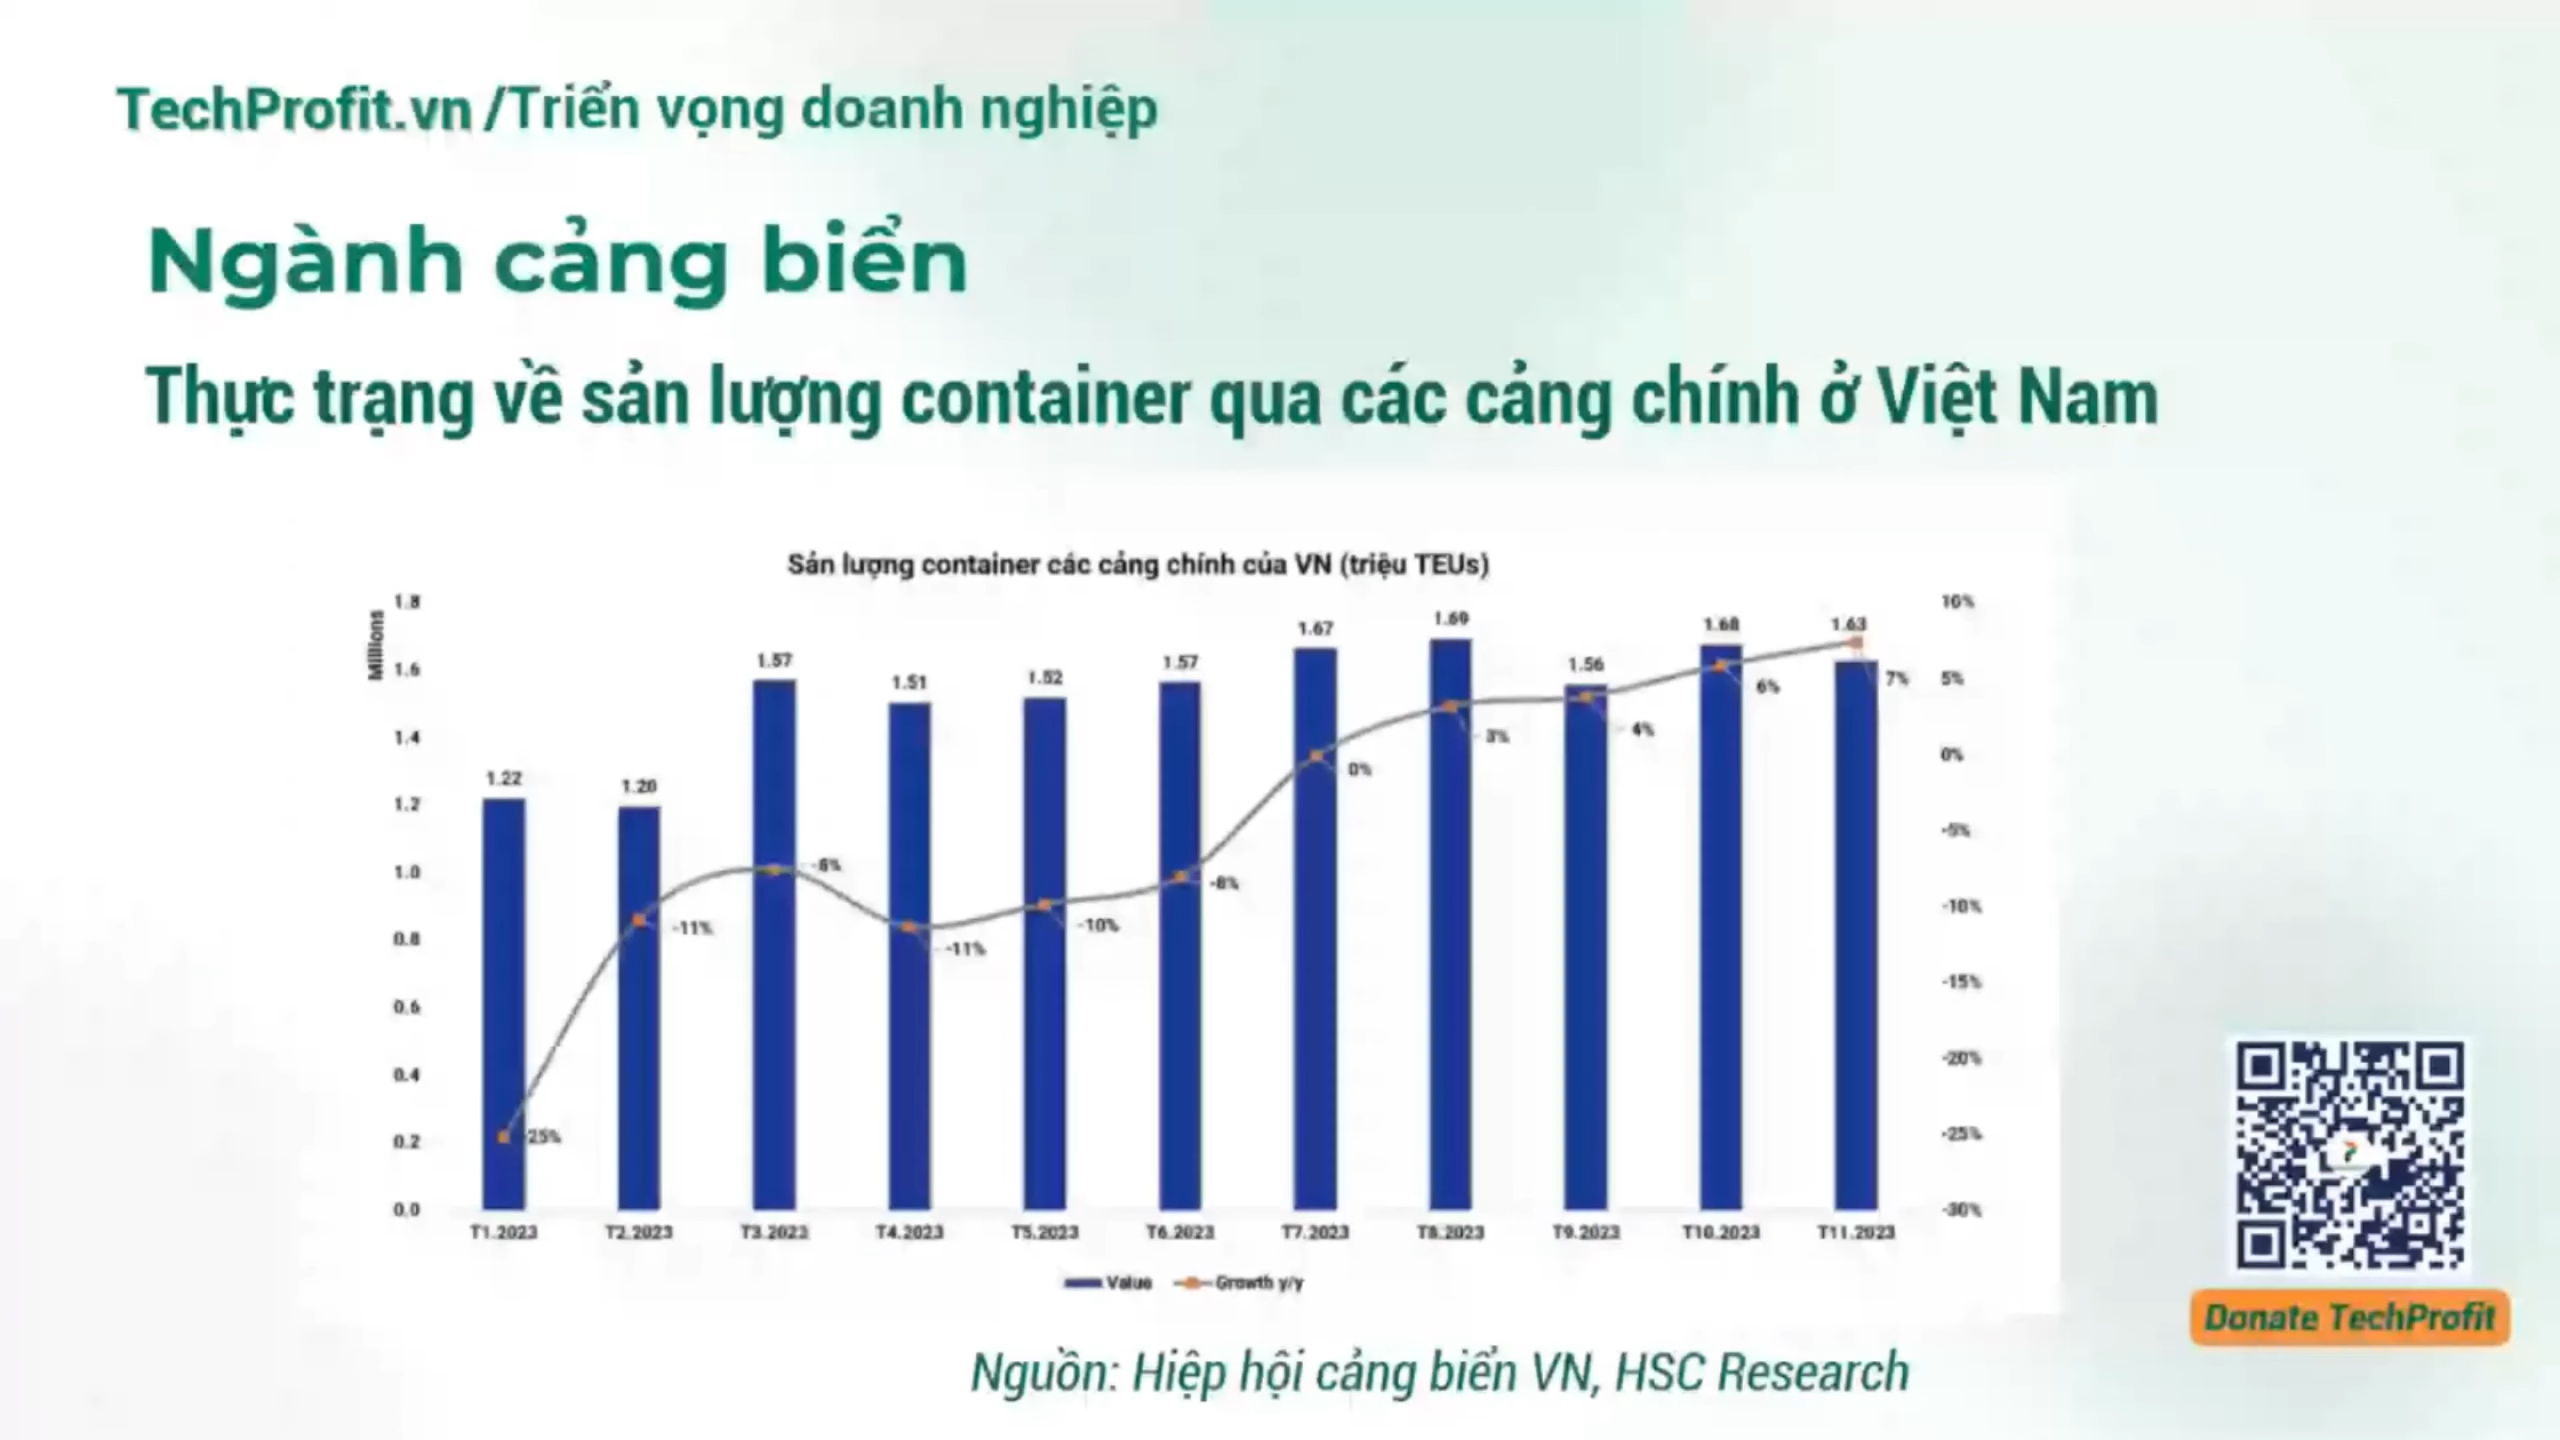 TechProfit.vn /Triển vọng doanh nghiệp
Ngành cảng biển
Thực trạng về sản lượng container qua các cảng chính ở Việt Nam
Sản lượng container các cảng chính của VN (triệu TEUs)
Millions
1.8
1.6
1.4
1.2
1.0
0.8
0.6
0.4
0.2
0.0
10%
5%
0%
-5%
-10%
-15%
-20%
-25%
-30%
1.22
1.20
1.57
1.51
1.52
1.57
1.67
1.69
1.56
1.68
1.63
25%
-11%
-8%
-11%
-10%
-8%
0%
3%
4%
6%
7%
T1.2023
T2.2023
T3.2023
T4.2023
T5.2023
T6.2023
T7.2023
T8.2023
T9.2023
T10.2023
T11.2023
Value
Growth y/y
Donate TechProfit
Nguồn: Hiệp hội cảng biển VN, HSC Research